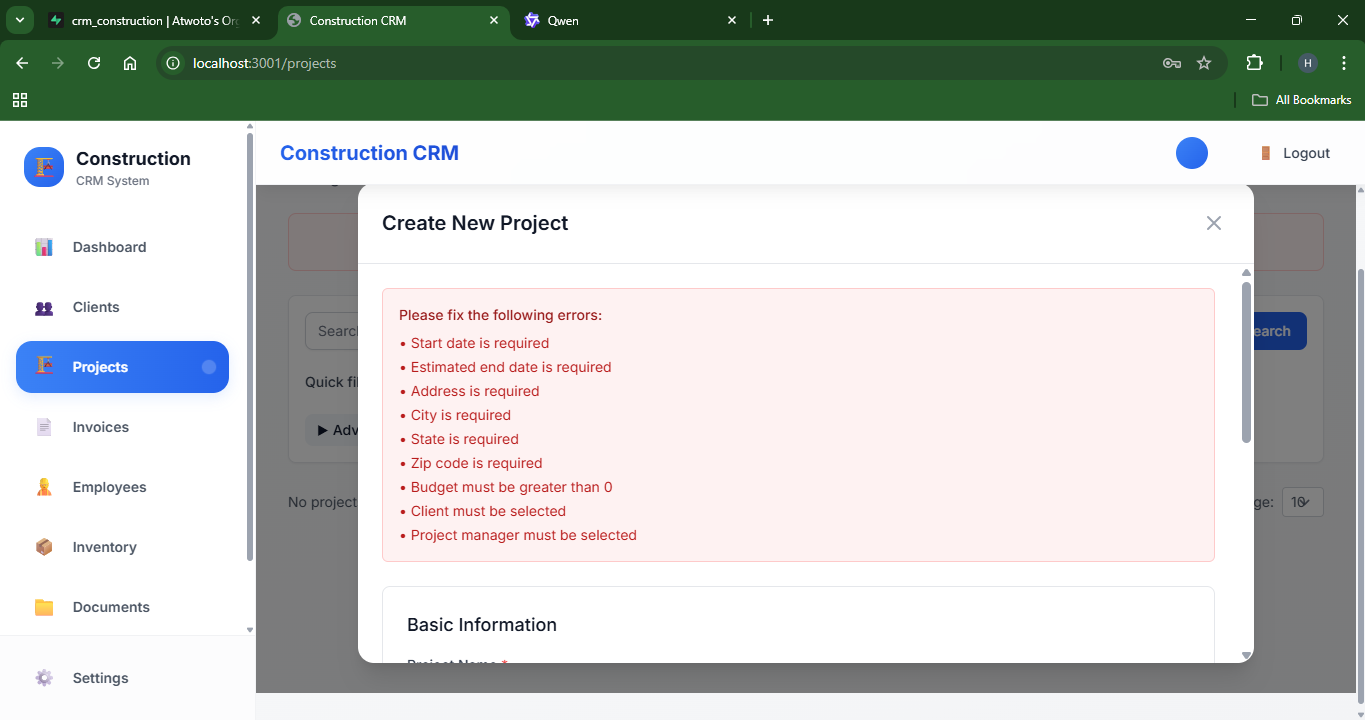 crm_construction | Atwoto's Org
Construction CRM
Qwen
localhost:3001/projects
H
All Bookmarks
Construction
CRM System
Dashboard
Clients
Projects
Invoices
Employees
Inventory
Documents
Settings
Construction CRM
Logout
Create New Project
Please fix the following errors:
• Start date is required
• Estimated end date is required
• Address is required
• City is required
• State is required
• Zip code is required
• Budget must be greater than 0
• Client must be selected
• Project manager must be selected
Basic Information
Project Name *
Searc
earch
Quick fil
▶ Adv
No project
ge:
10